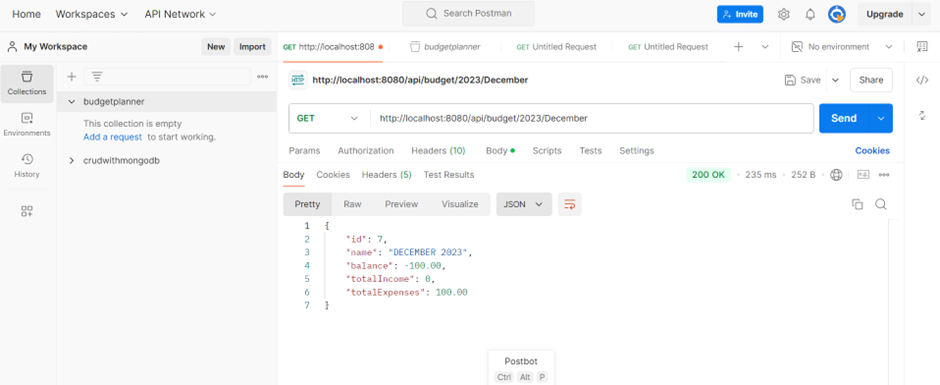 Home Workspaces API Network Search Postman Invite Upgrade
My Workspace New Import GET http://localhost:808 budgetplanner GET Untitled Request GET Untitled Request No environment
Collections
Environments
History
budgetplanner
This collection is empty
Add a request to start working.
crudwithmongodb
HTTP http://localhost:8080/api/budget/2023/December Save Share
GET http://localhost:8080/api/budget/2023/December Send
Params Authorization Headers (10) Body Scripts Tests Settings Cookies
Body Cookies Headers (5) Test Results 200 OK 235 ms 252 B
Pretty Raw Preview Visualize JSON
1 {
2 "id": 7,
3 "name": "DECEMBER 2023",
4 "balance": -100.00,
5 "totalIncome": 0,
6 "totalExpenses": 100.00
7 }
Postbot
Ctrl Alt P